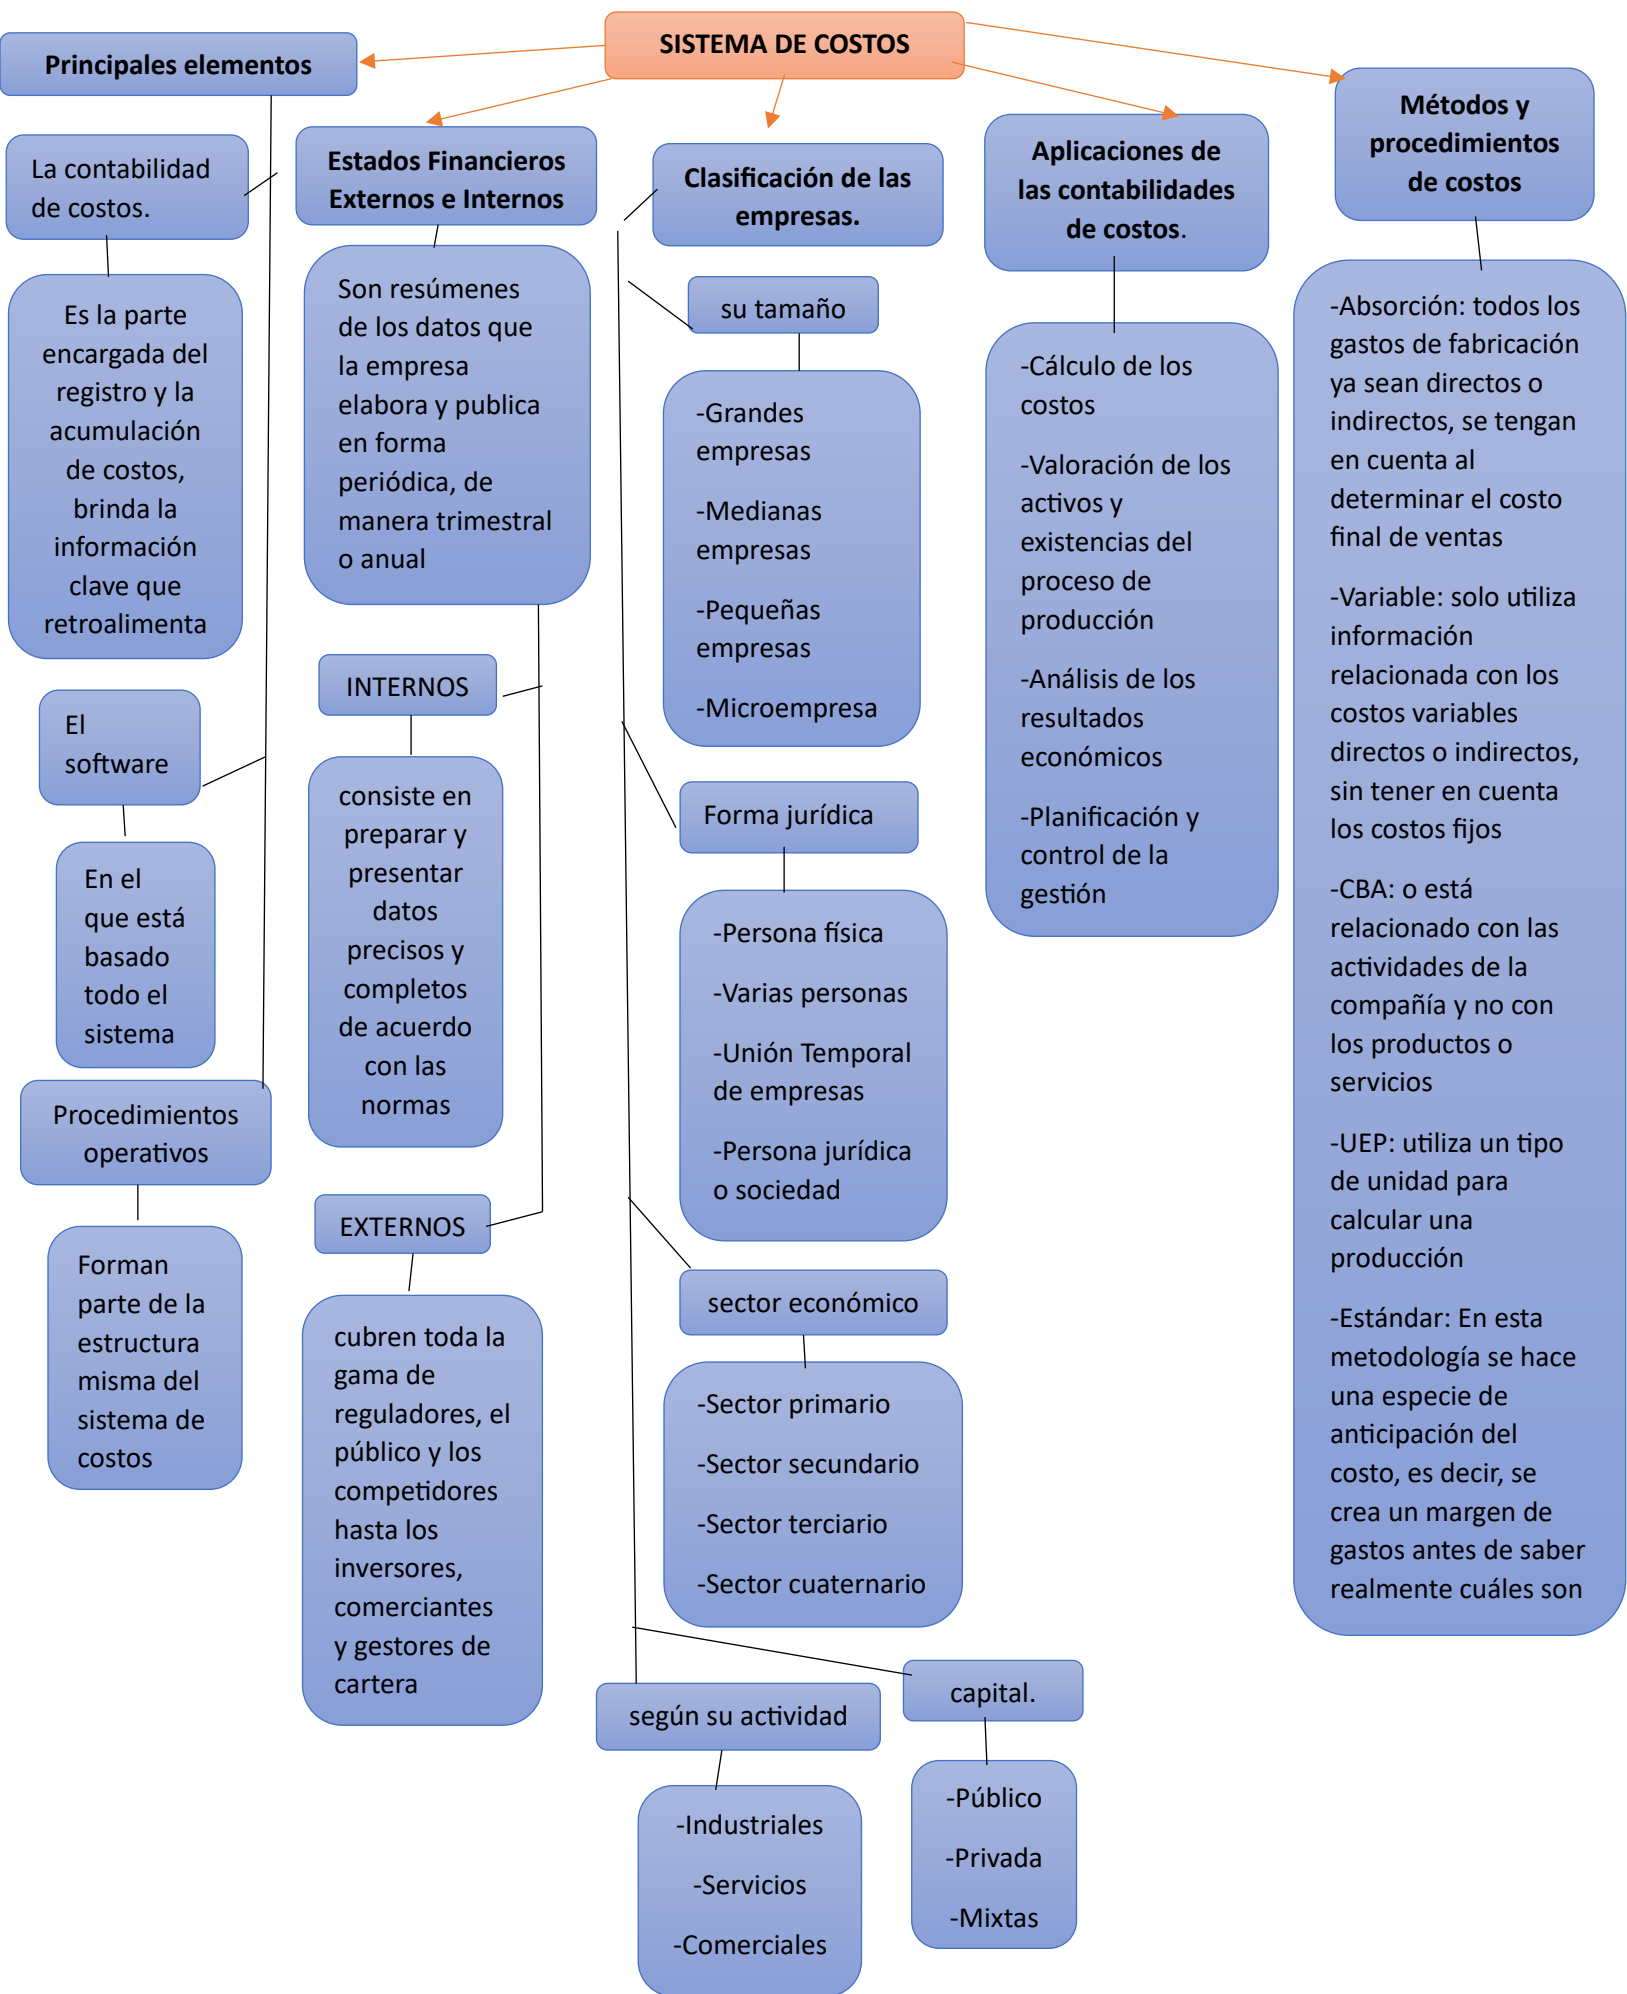 SISTEMA DE COSTOS
Principales elementos
La contabilidad
de costos.
Es la parte
encargada del
registro y la
acumulación
de costos,
brinda la
información
clave que
retroalimenta
El
software
En el
que está
basado
todo el
sistema
Procedimientos
operativos
Forman
parte de la
estructura
misma del
sistema de
costos
Estados Financieros
Externos e Internos
Son resúmenes
de los datos que
la empresa
elabora y publica
en forma
periódica, de
manera trimestral
o anual
INTERNOS
consiste en
preparar y
presentar
datos
precisos y
completos
de acuerdo
con las
normas
EXTERNOS
cubren toda la
gama de
reguladores, el
público y los
competidores
hasta los
inversores,
comerciantes
y gestores de
cartera
Clasificación de las
empresas.
su tamaño
-Grandes
empresas
-Medianas
empresas
-Pequeñas
empresas
-Microempresa
Forma jurídica
-Persona física
-Varias personas
-Unión Temporal
de empresas
-Persona jurídica
o sociedad
sector económico
-Sector primario
-Sector secundario
-Sector terciario
-Sector cuaternario
según su actividad
-Industriales
-Servicios
-Comerciales
capital.
-Público
-Privada
-Mixtas
Aplicaciones de
las contabilidades
de costos.
-Cálculo de los
costos
-Valoración de los
activos y
existencias del
proceso de
producción
-Análisis de los
resultados
económicos
-Planificación y
control de la
gestión
Métodos y
procedimientos
de costos
-Absorción: todos los
gastos de fabricación
ya sean directos o
indirectos, se tengan
en cuenta al
determinar el costo
final de ventas
-Variable: solo utiliza
información
relacionada con los
costos variables
directos o indirectos,
sin tener en cuenta
los costos fijos
-CBA: o está
relacionado con las
actividades de la
compañía y no con
los productos o
servicios
-UEP: utiliza un tipo
de unidad para
calcular una
producción
-Estándar: En esta
metodología se hace
una especie de
anticipación del
costo, es decir, se
crea un margen de
gastos antes de saber
realmente cuáles son